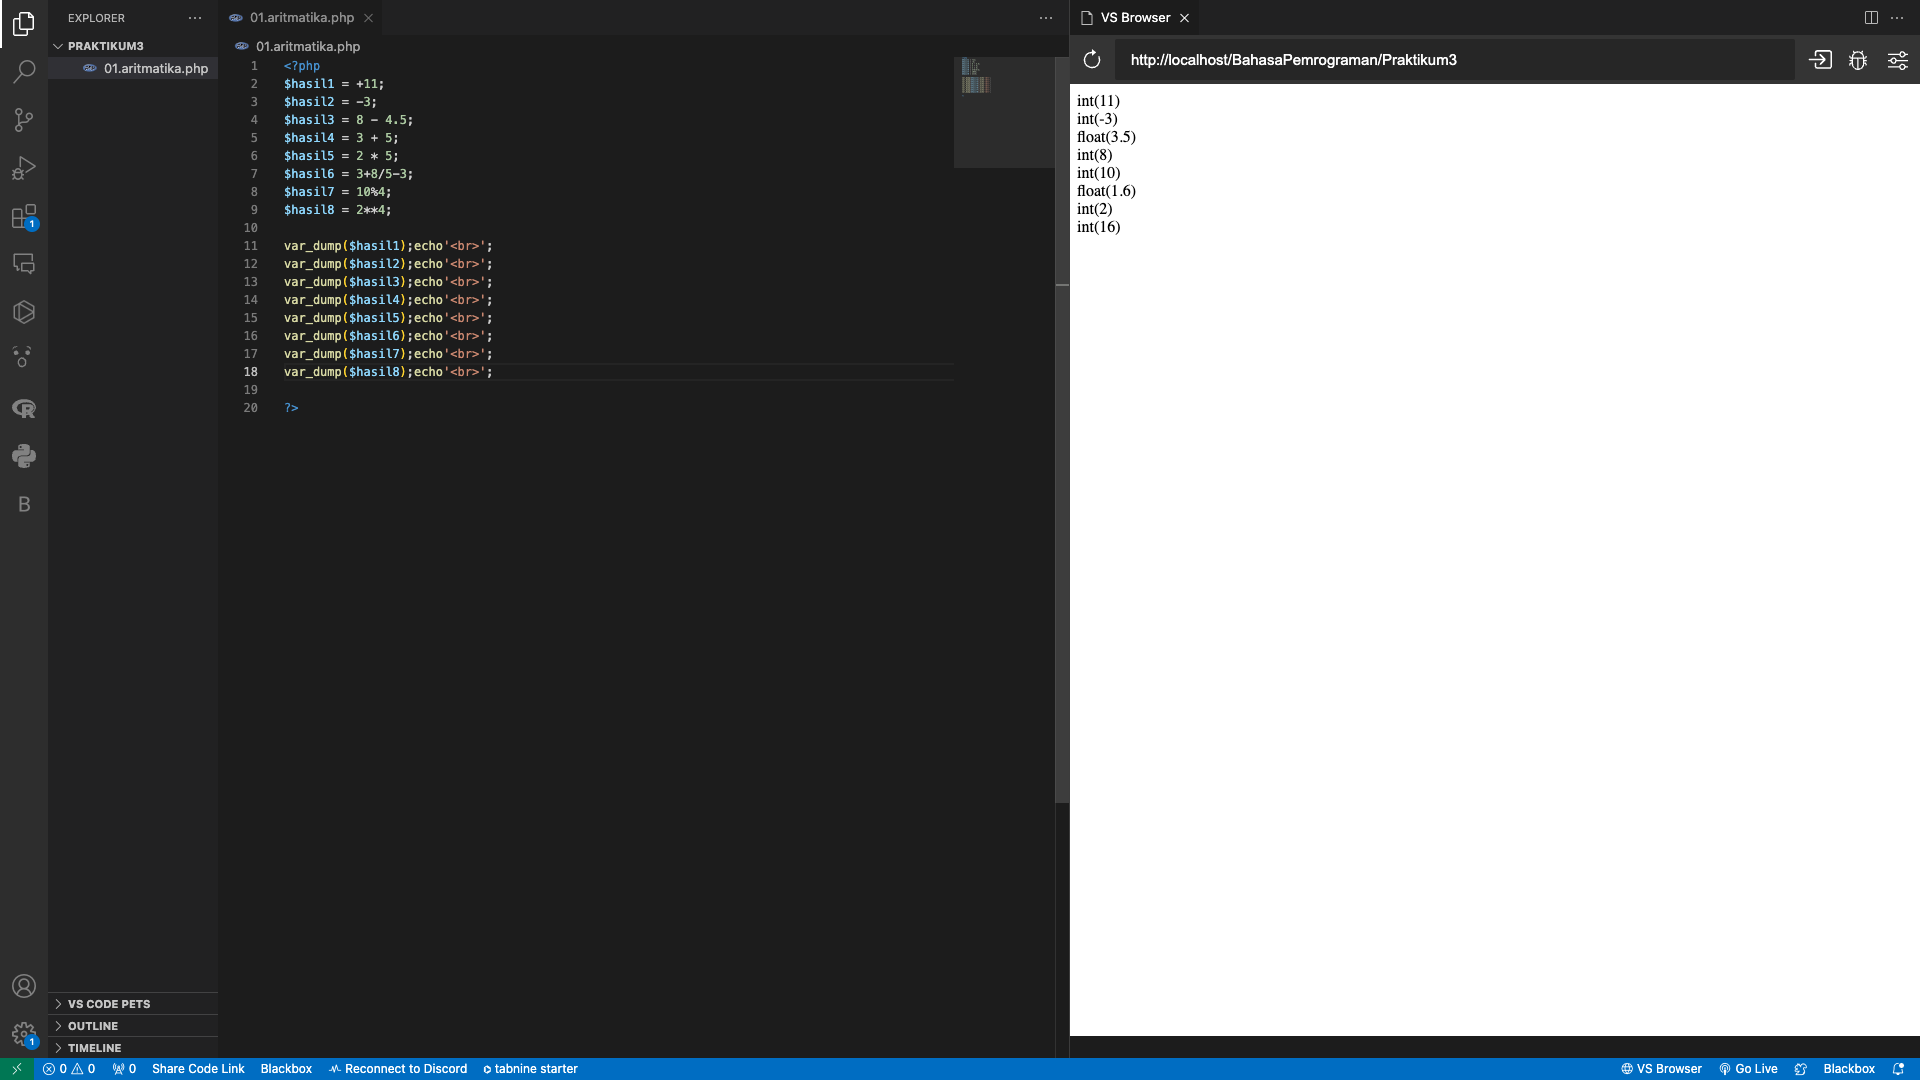 EXPLORER
PRAKTIKUM3
01.aritmatika.php
1
B
VS CODE PETS
OUTLINE
TIMELINE
1
01.aritmatika.php
01.aritmatika.php
1 <?php
2 $hasil1 = +11;
3 $hasil2 = -3;
4 $hasil3 = 8 - 4.5;
5 $hasil4 = 3 + 5;
6 $hasil5 = 2 * 5;
7 $hasil6 = 3+8/5-3;
8 $hasil7 = 10%4;
9 $hasil8 = 2**4;
10
11 var_dump($hasil1);echo'<br>';
12 var_dump($hasil2);echo'<br>';
13 var_dump($hasil3);echo'<br>';
14 var_dump($hasil4);echo'<br>';
15 var_dump($hasil5);echo'<br>';
16 var_dump($hasil6);echo'<br>';
17 var_dump($hasil7);echo'<br>';
18 var_dump($hasil8);echo'<br>';
19
20 ?>
VS Browser
http://localhost/BahasaPemrograman/Praktikum3
int(11)
int(-3)
float(3.5)
int(8)
int(10)
float(1.6)
int(2)
int(16)
0 0 0 Share Code Link Blackbox Reconnect to Discord tabnine starter VS Browser Go Live Blackbox